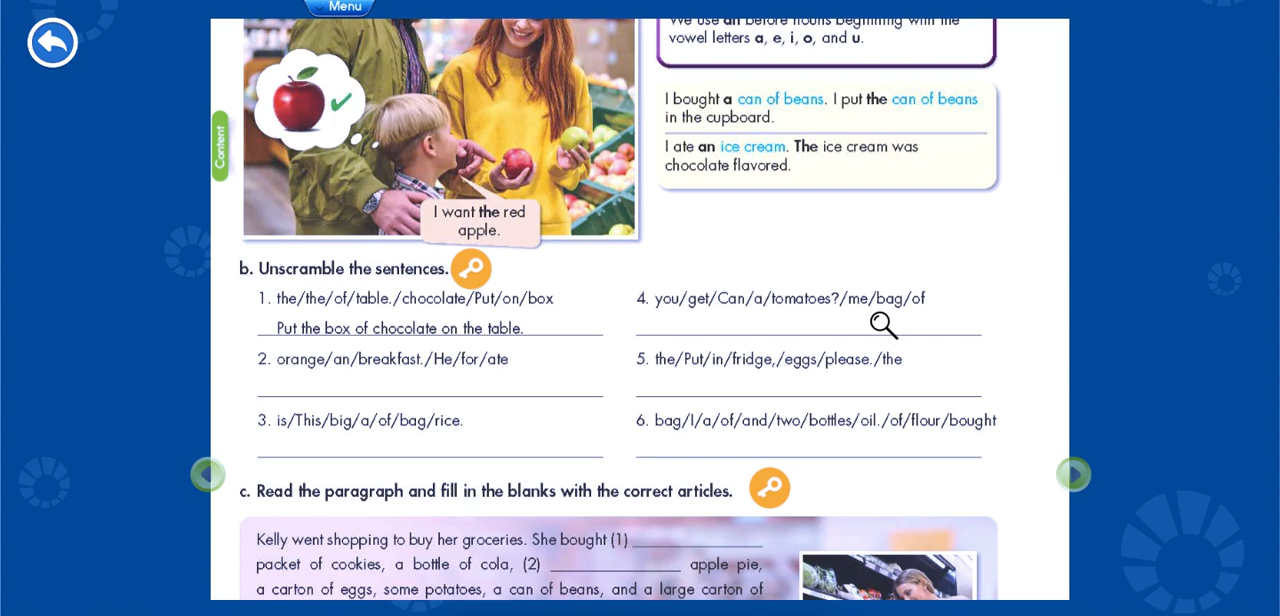 Menu
We use an before nouns beginning with the
vowel letters a, e, i, o, and u.
I bought a can of beans. I put the can of beans
in the cupboard.
I ate an ice cream. The ice cream was
chocolate flavored.
Content
I want the red
apple.
b. Unscramble the sentences.
1. the/the/of/table./chocolate/Put/on/box
Put the box of chocolate on the table.
2. orange/an/breakfast./He/for/ate
3. is/This/big/a/of/bag/rice.
4. you/get/Can/a/tomatoes?/me/bag/of
5. the/Put/in/fridge,/eggs/please./the
6. bag/I/a/of/and/two/bottles/oil./of/flour/bought
c. Read the paragraph and fill in the blanks with the correct articles.
Kelly went shopping to buy her groceries. She bought (1) _______________
packet of cookies, a bottle of cola, (2) _______________ apple pie,
a carton of eggs, some potatoes, a can of beans, and a large carton of